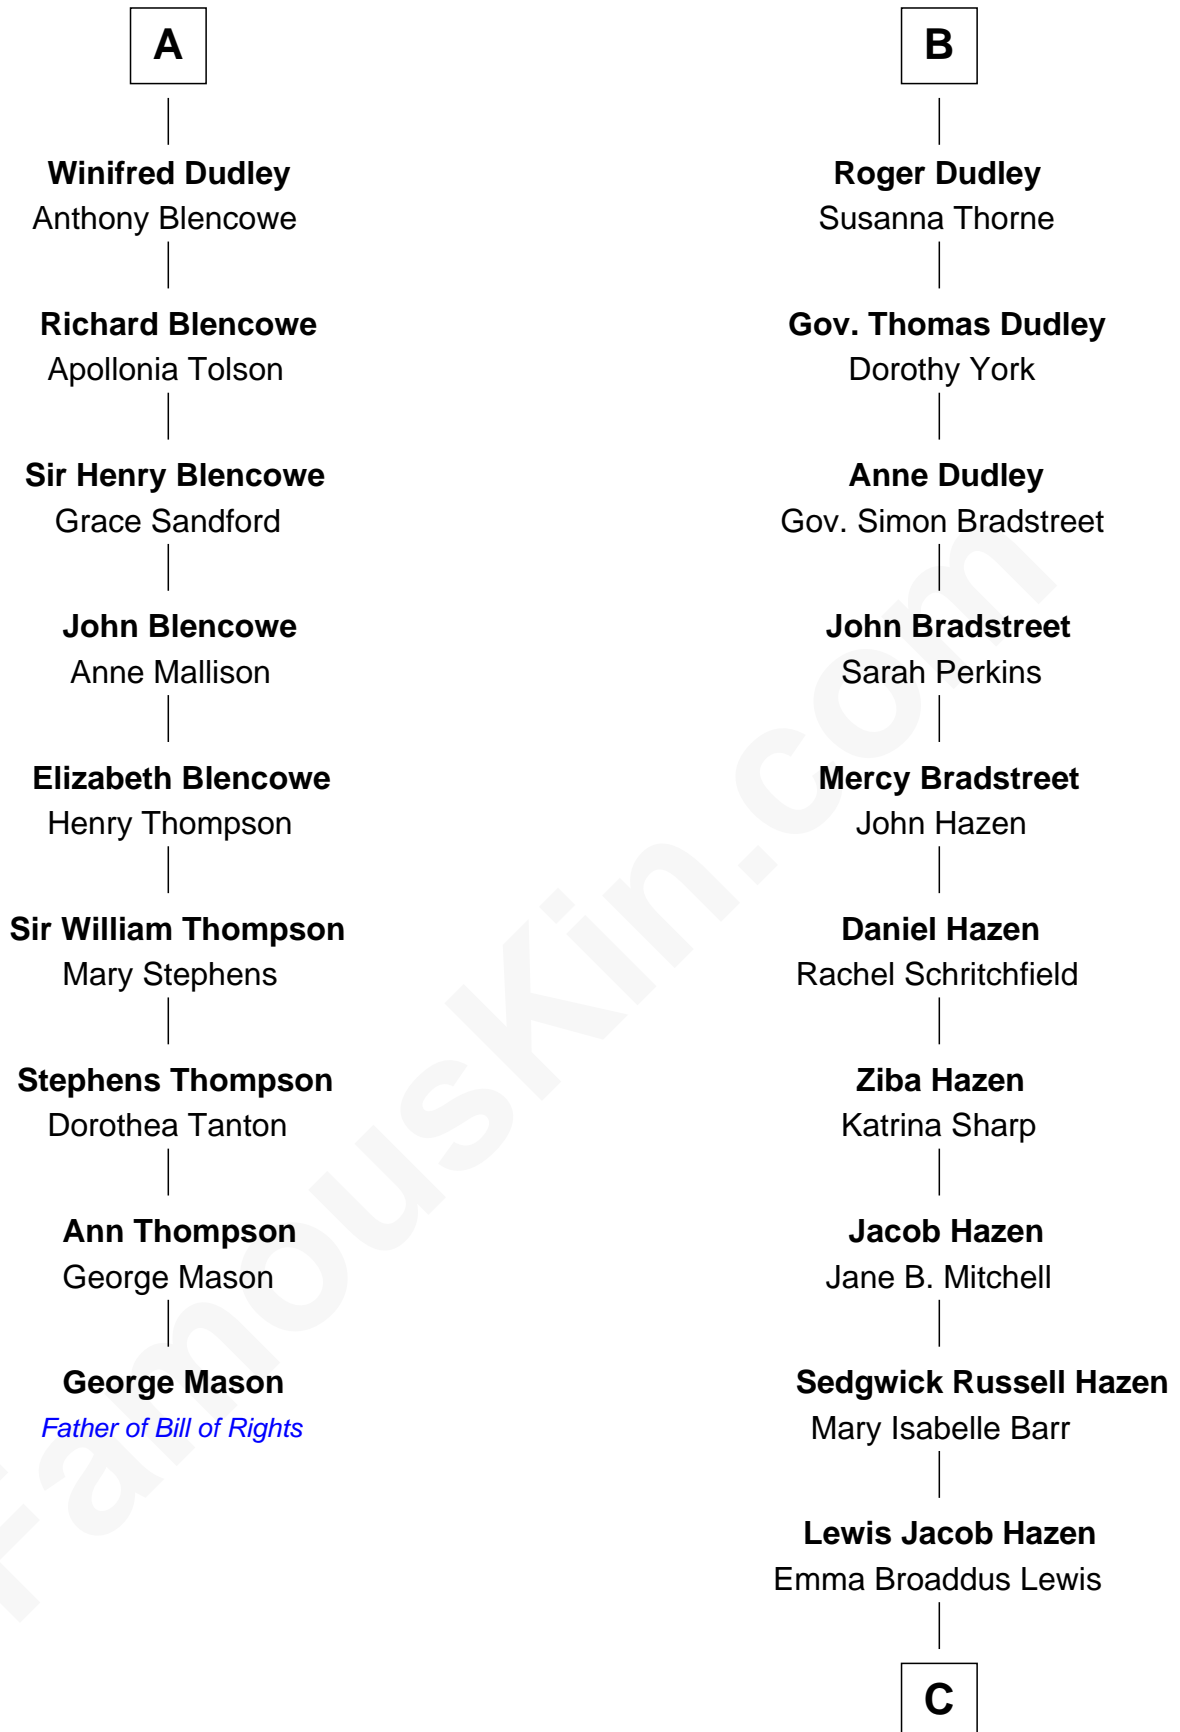 A
Winifred Dudley
Anthony Blencowe
Richard Blencowe
Apollonia Tolson
Sir Henry Blencowe
Grace Sandford
John Blencowe
Anne Mallison
Elizabeth Blencowe
Henry Thompson
Sir William Thompson
Mary Stephens
Stephens Thompson
Dorothea Tanton
Ann Thompson
George Mason
George Mason
Father of Bill of Rights
B
Roger Dudley
Susanna Thorne
Gov. Thomas Dudley
Dorothy York
Anne Dudley
Gov. Simon Bradstreet
John Bradstreet
Sarah Perkins
Mercy Bradstreet
John Hazen
Daniel Hazen
Rachel Schritchfield
Ziba Hazen
Katrina Sharp
Jacob Hazen
Jane B. Mitchell
Sedgwick Russell Hazen
Mary Isabelle Barr
Lewis Jacob Hazen
Emma Broaddus Lewis
C
FamousKin.com